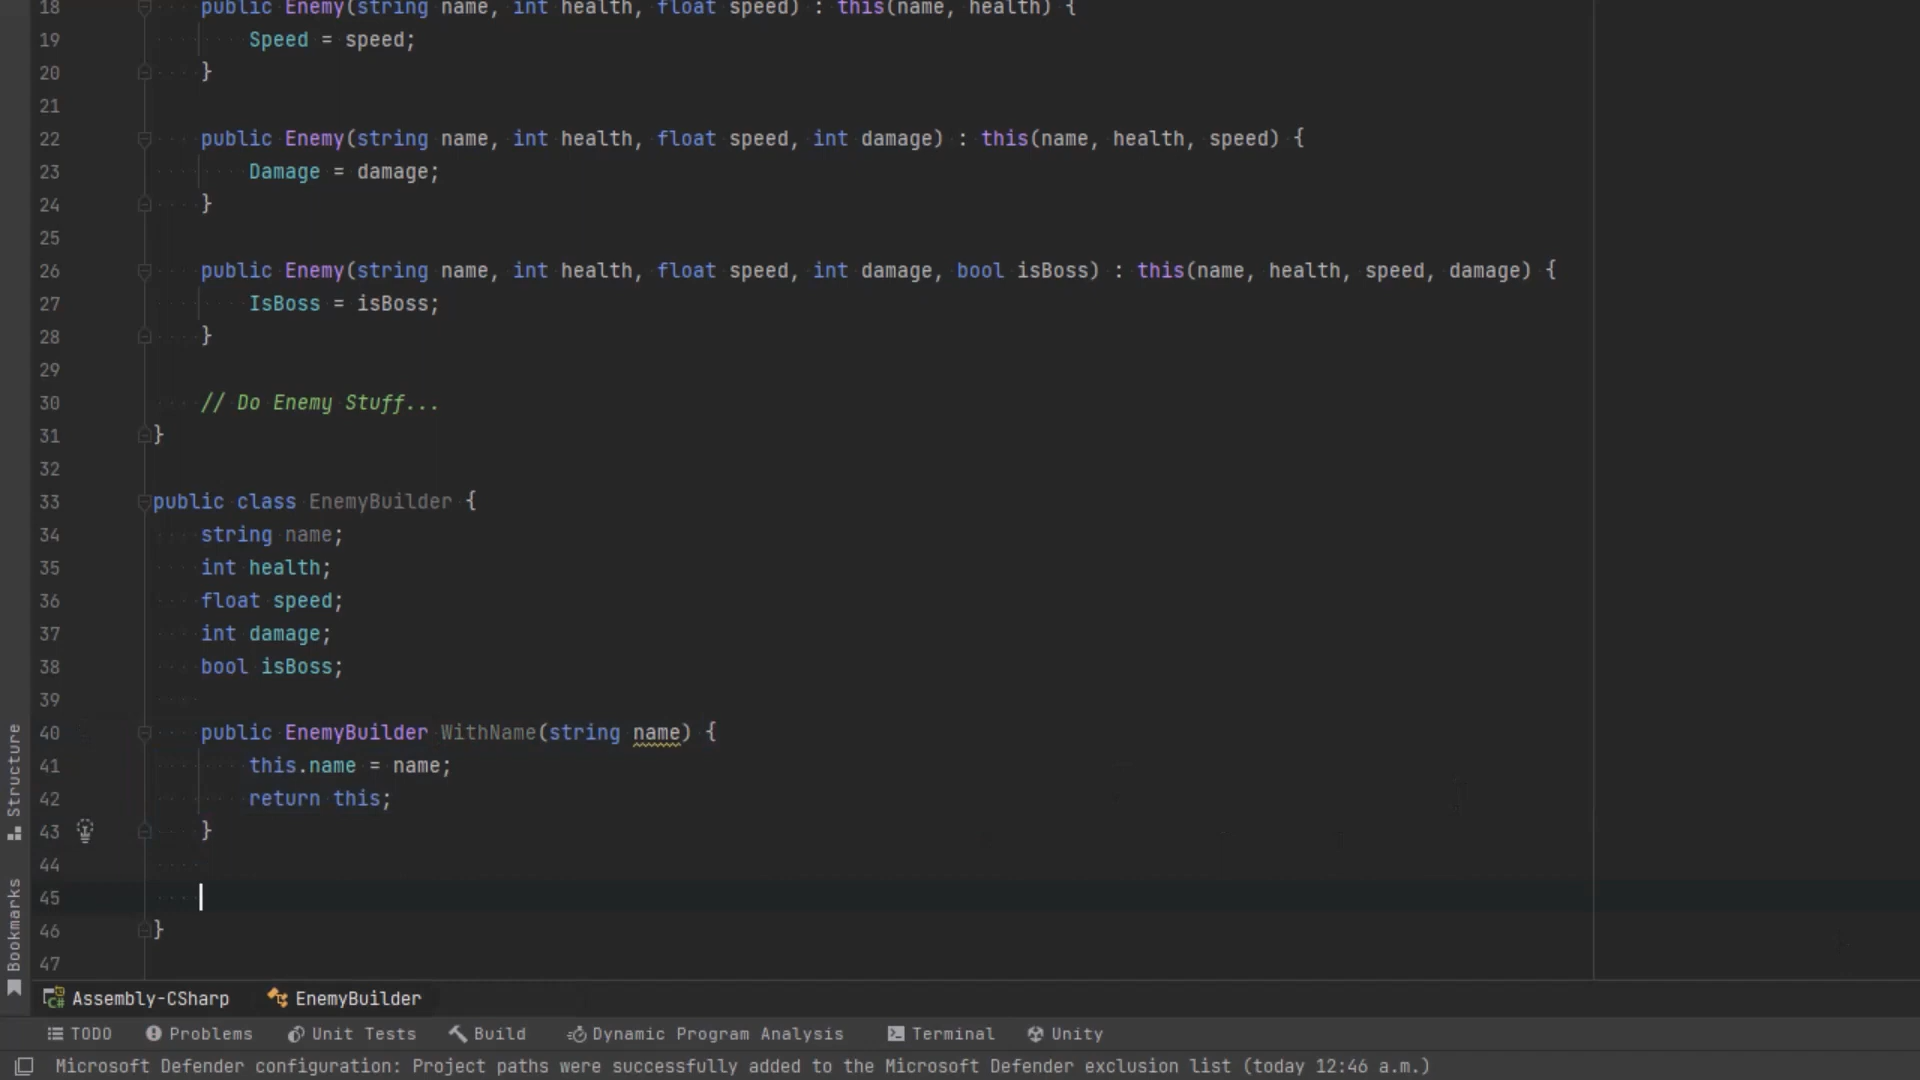 18 public Enemy(string name, int health, float speed) : this(name, health) {
19 Speed = speed;
20 }
21
22 public Enemy(string name, int health, float speed, int damage) : this(name, health, speed) {
23 Damage = damage;
24 }
25
26 public Enemy(string name, int health, float speed, int damage, bool isBoss) : this(name, health, speed, damage) {
27 IsBoss = isBoss;
28 }
29
30 // Do Enemy Stuff...
31 }
32
33 public class EnemyBuilder {
34 string name;
35 int health;
36 float speed;
37 int damage;
38 bool isBoss;
39
40 public EnemyBuilder WithName(string name) {
41 this.name = name;
42 return this;
43 }
44
45
46 }
47
Structure
Bookmarks
Assembly-CSharp EnemyBuilder
TODO Problems Unit Tests Build Dynamic Program Analysis Terminal Unity
Microsoft Defender configuration: Project paths were successfully added to the Microsoft Defender exclusion list (today 12:46 a.m.)